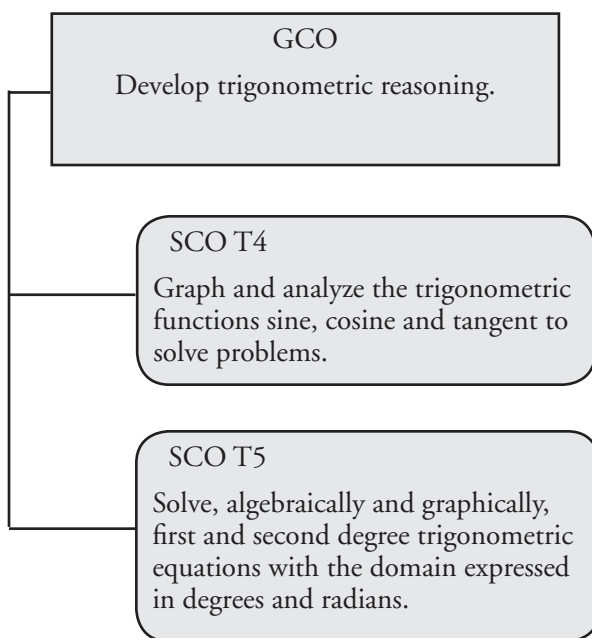 GCO
Develop trigonometric reasoning.
SCO T4
Graph and analyze the trigonometric
functions sine, cosine and tangent to
solve problems.
SCO T5
Solve, algebraically and graphically,
first and second degree trigonometric
equations with the domain expressed
in degrees and radians.